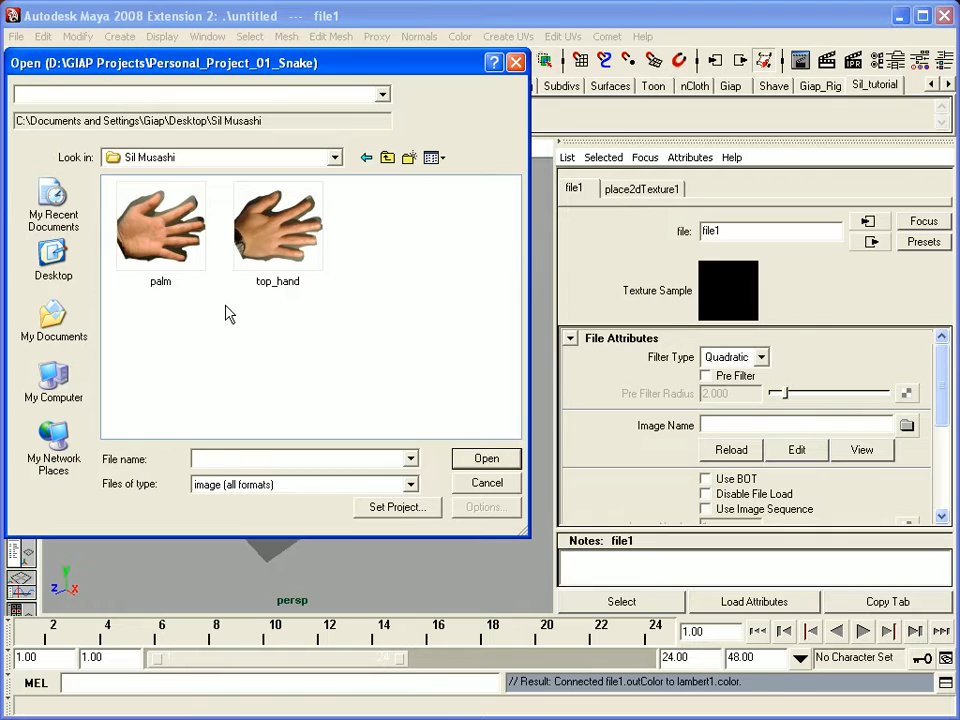 Autodesk Maya 2008 Extension 2: .\untitled --- file1
File Edit Modify Create Display Window Select Mesh Edit Mesh Proxy Normals Color Create UVs Edit UVs Comet Help
Open (D:\GIAP Projects\Personal_Project_01_Snake)
Subdivs Surfaces Toon nCloth Giap Shave Giap_Rig Sil_tutorial
C:\Documents and Settings\Giap\Desktop\Sil Musashi
Look in: Sil Musashi
My Recent
Documents
Desktop
My Documents
My Computer
My Network
Places
palm top_hand
File name: Open
Files of type: image (all formats) Cancel
Set Project... Options...
List Selected Focus Attributes Help
file1 place2dTexture1
file: file1 Focus
Presets
Texture Sample
File Attributes
Filter Type Quadratic
Pre Filter
Pre Filter Radius 2.000
Image Name
Reload Edit View
Use BOT
Disable File Load
Use Image Sequence
Notes: file1
Select Load Attributes Copy Tab
z y x
persp
2 4 6 8 10 12 14 16 18 20 22 24 1.00
1.00 1.00 24 24.00 48.00 No Character Set
MEL // Result: Connected file1.outColor to lambert1.color.